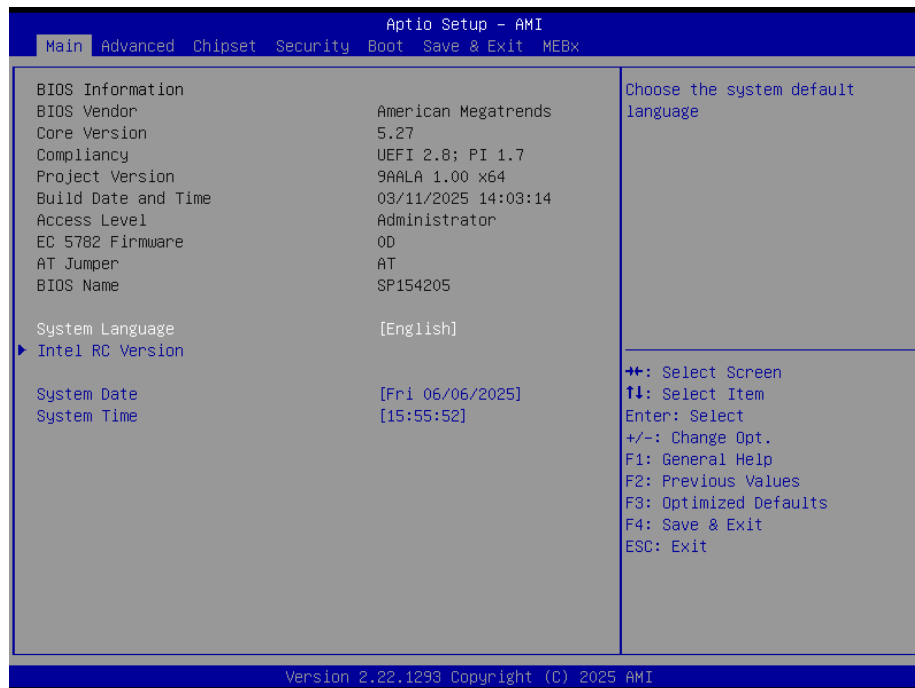 Aptio Setup – AMI
Main Advanced Chipset Security Boot Save & Exit MEBx
BIOS Information
BIOS Vendor American Megatrends
Core Version 5.27
Compliancy UEFI 2.8; PI 1.7
Project Version 9AALA 1.00 x64
Build Date and Time 03/11/2025 14:03:14
Access Level Administrator
EC 5782 Firmware 0D
AT Jumper AT
BIOS Name SP154205
System Language [English]
Intel RC Version
System Date [Fri 06/06/2025]
System Time [15:55:52]
Choose the system default
language
→←: Select Screen
↑↓: Select Item
Enter: Select
+/-: Change Opt.
F1: General Help
F2: Previous Values
F3: Optimized Defaults
F4: Save & Exit
ESC: Exit
Version 2.22.1293 Copyright (C) 2025 AMI